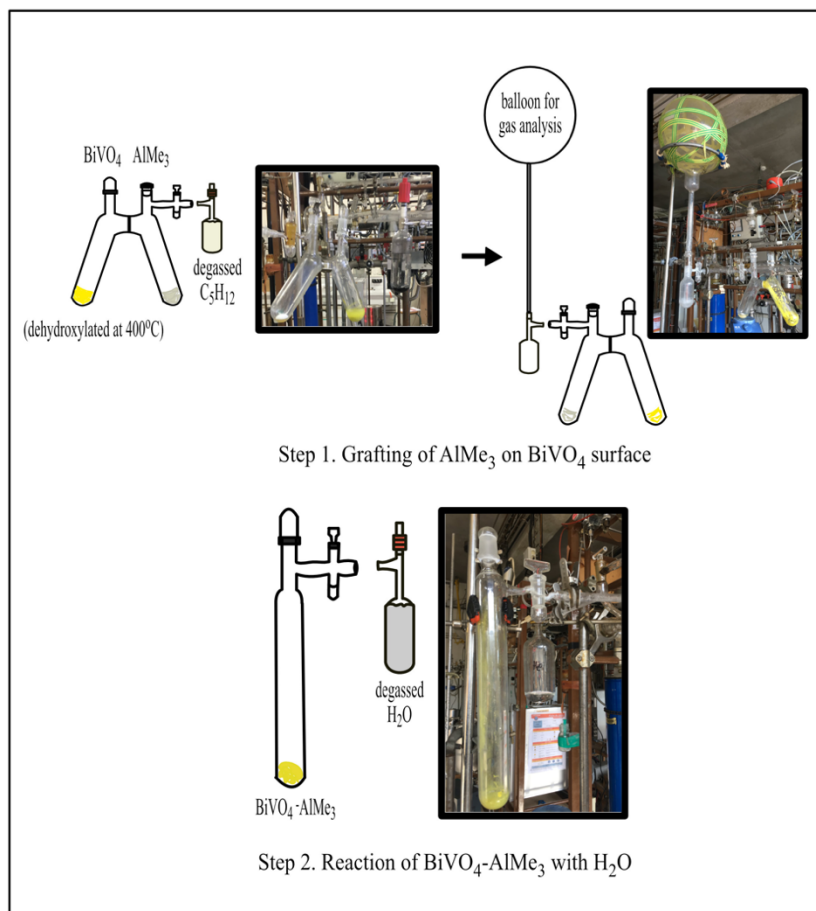 balloon for
gas analysis
BiVO₄ AlMe₃
degassed
C₅H₁₂
(dehydroxylated at 400⁰C)
Step 1. Grafting of AlMe₃ on BiVO₄ surface
degassed
H₂O
BiVO₄-AlMe₃
Step 2. Reaction of BiVO₄-AlMe₃ with H₂O